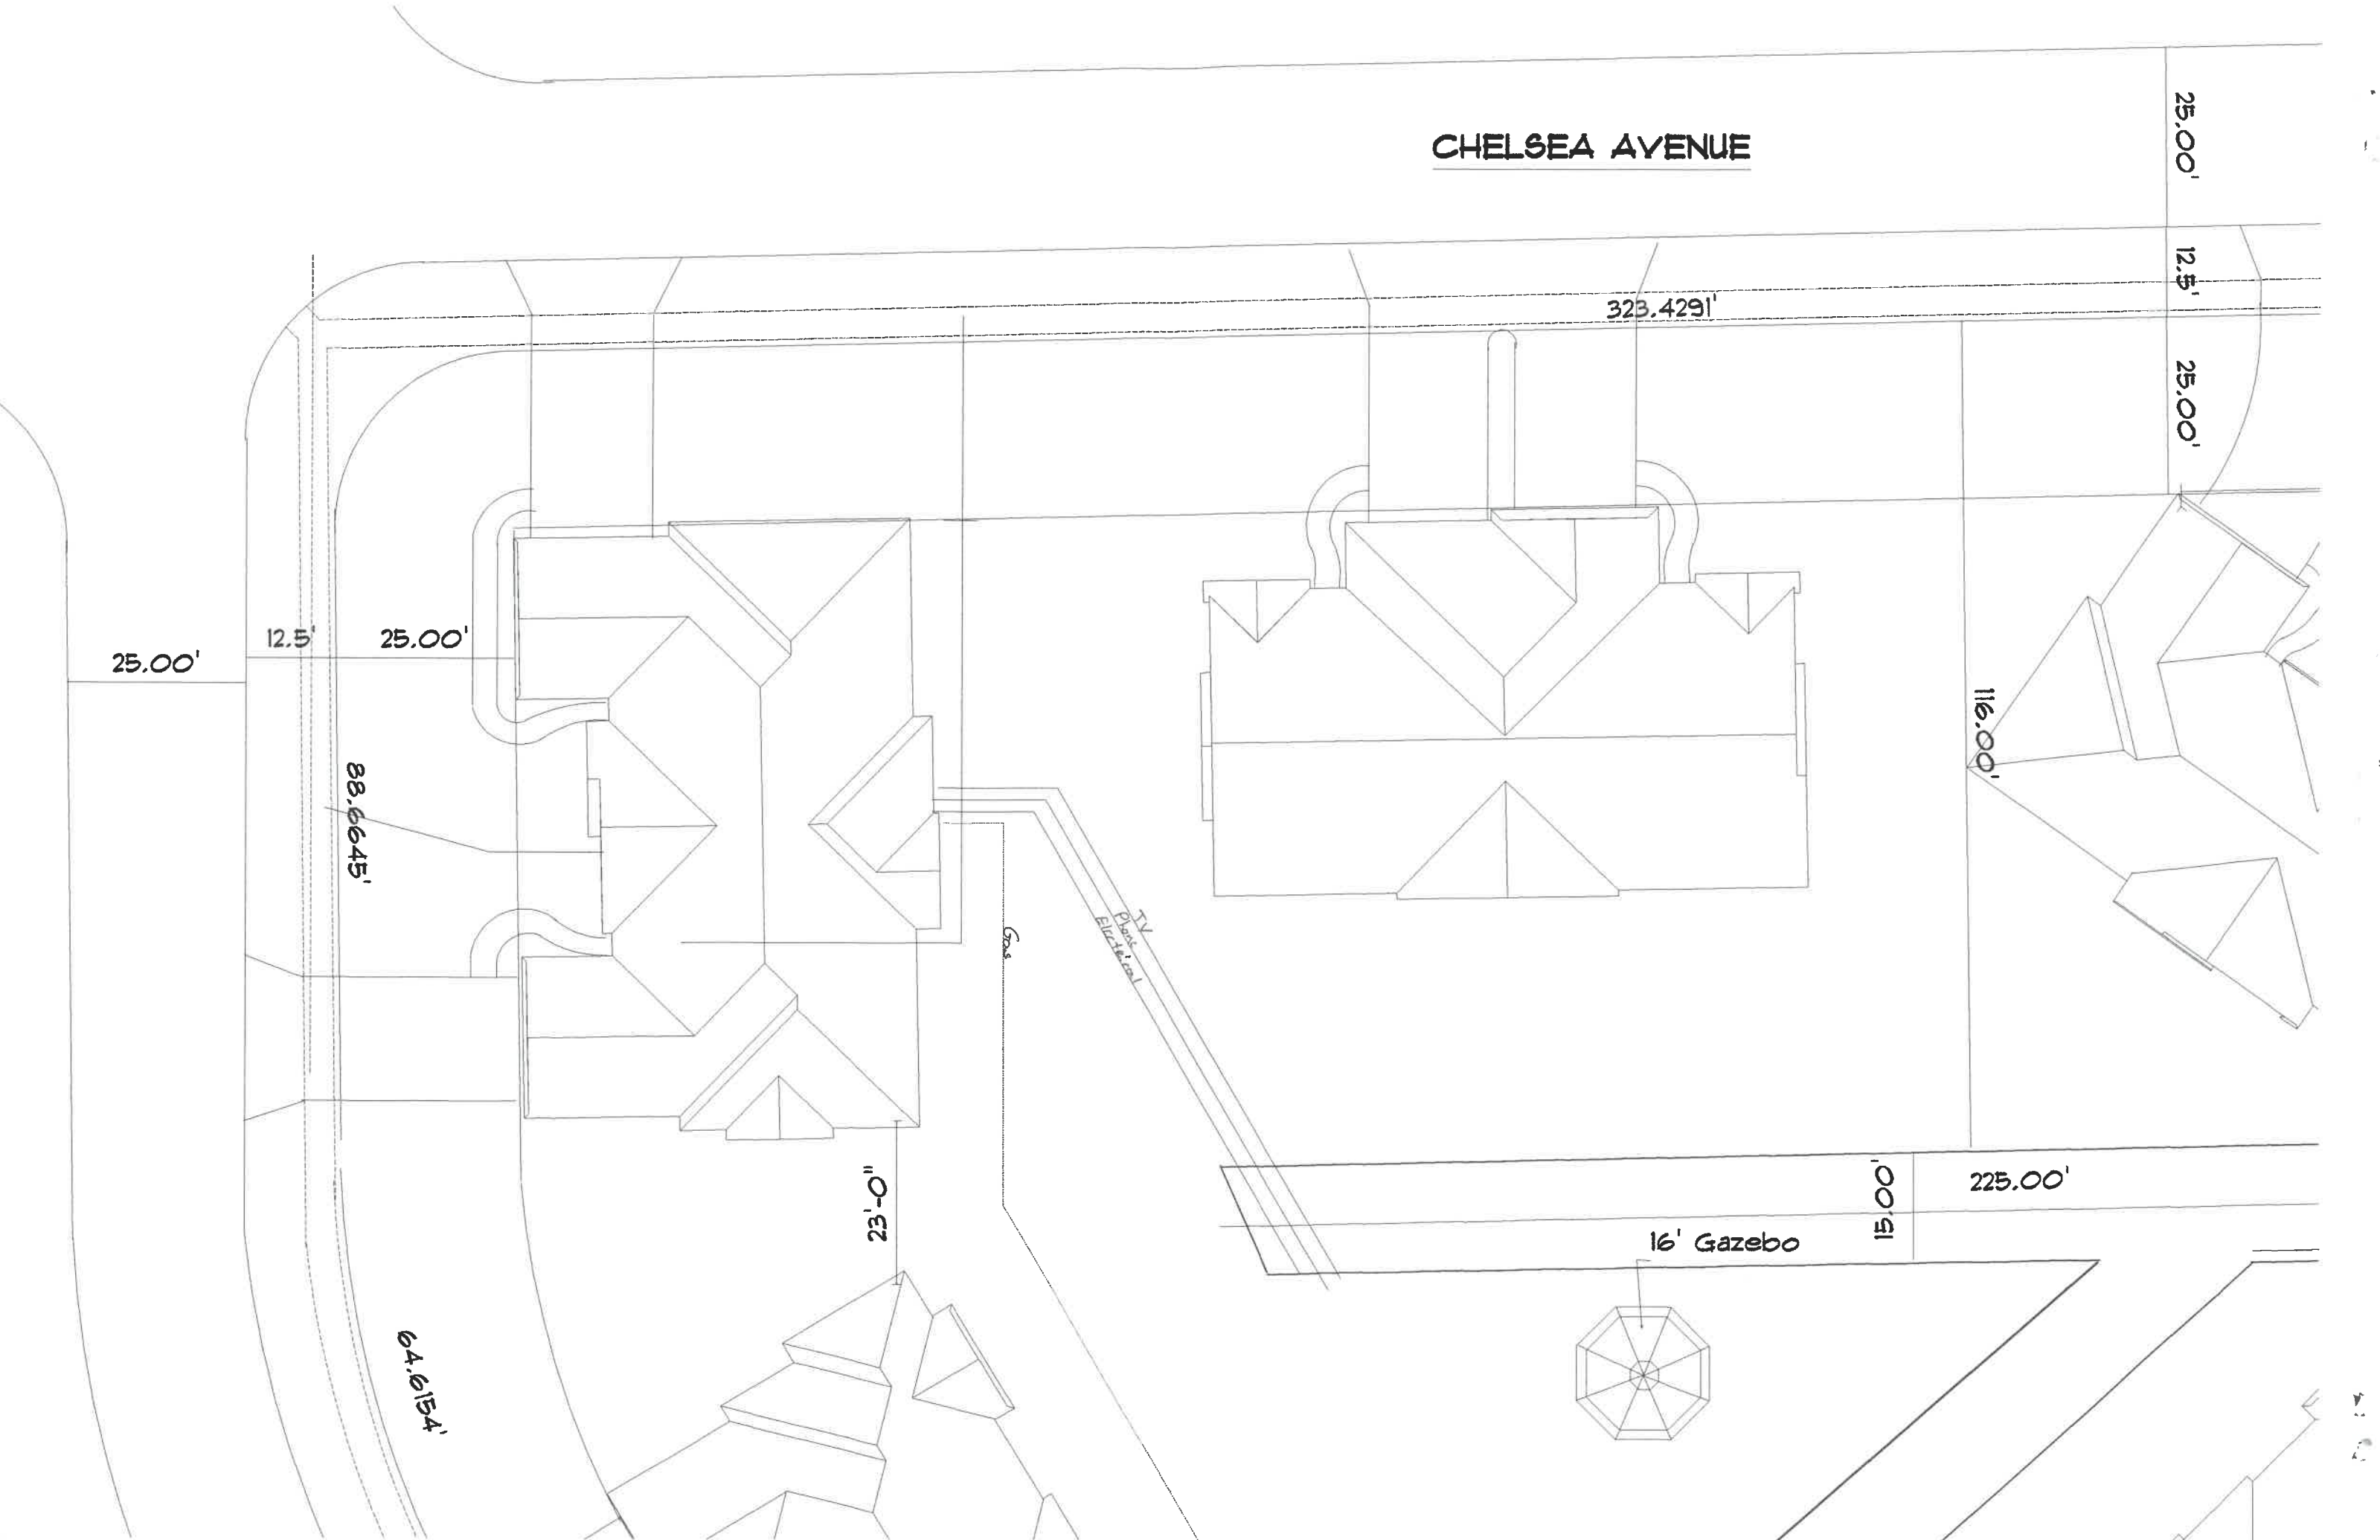 CHELSEA AVENUE
25.00'
12.5'
323.4291'
25.00'
12.5'
25.00'
25.00'
88.6645'
116.00'
TV
Phone
Electrical
Gas
23'-0"
15.00'
225.00'
16' Gazebo
64.6154'